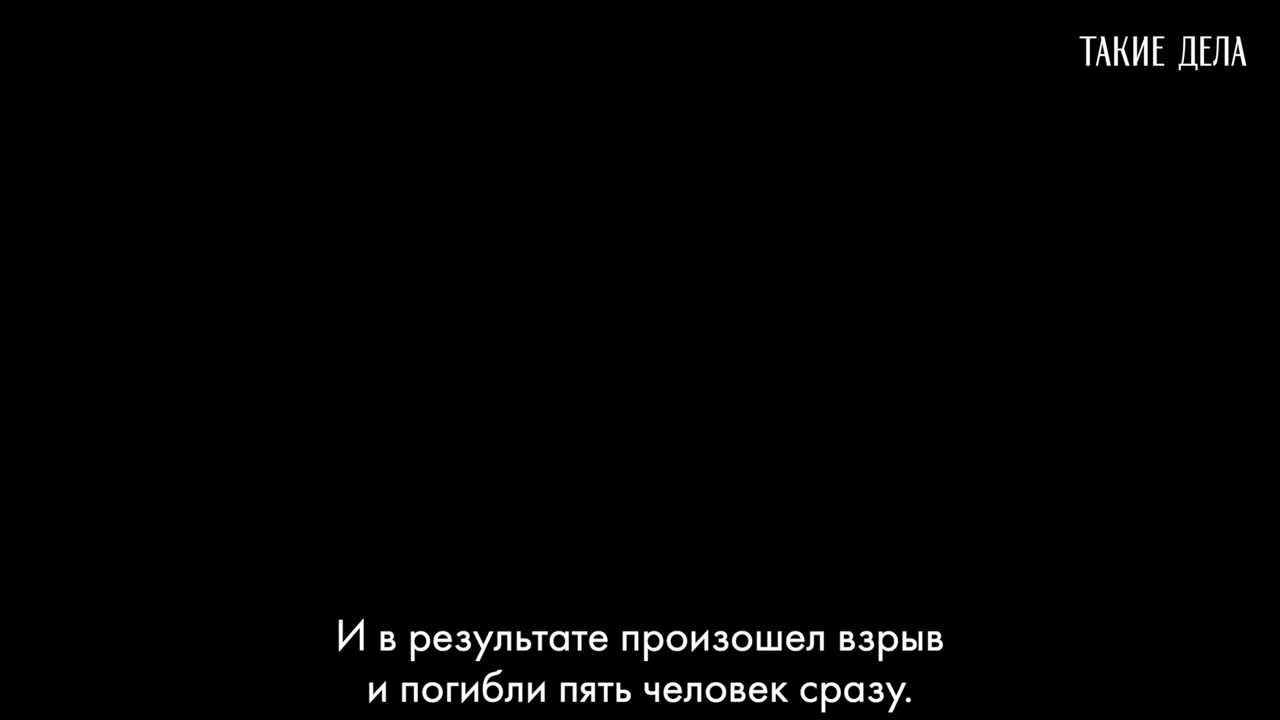 ТАКИЕ ДЕЛА
И в результате произошел взрыв
и погибли пять человек сразу.